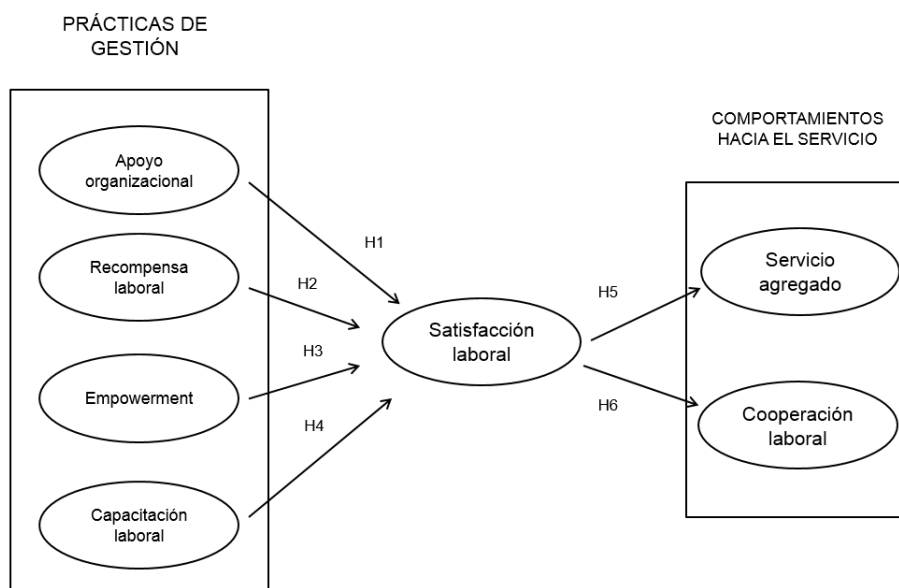 PRÁCTICAS DE
GESTIÓN
Apoyo
organizacional
Recompensa
laboral
Empowerment
Capacitación
laboral
H1
H2
H3
H4
Satisfacción
laboral
H5
H6
COMPORTAMIENTOS
HACIA EL SERVICIO
Servicio
agregado
Cooperación
laboral